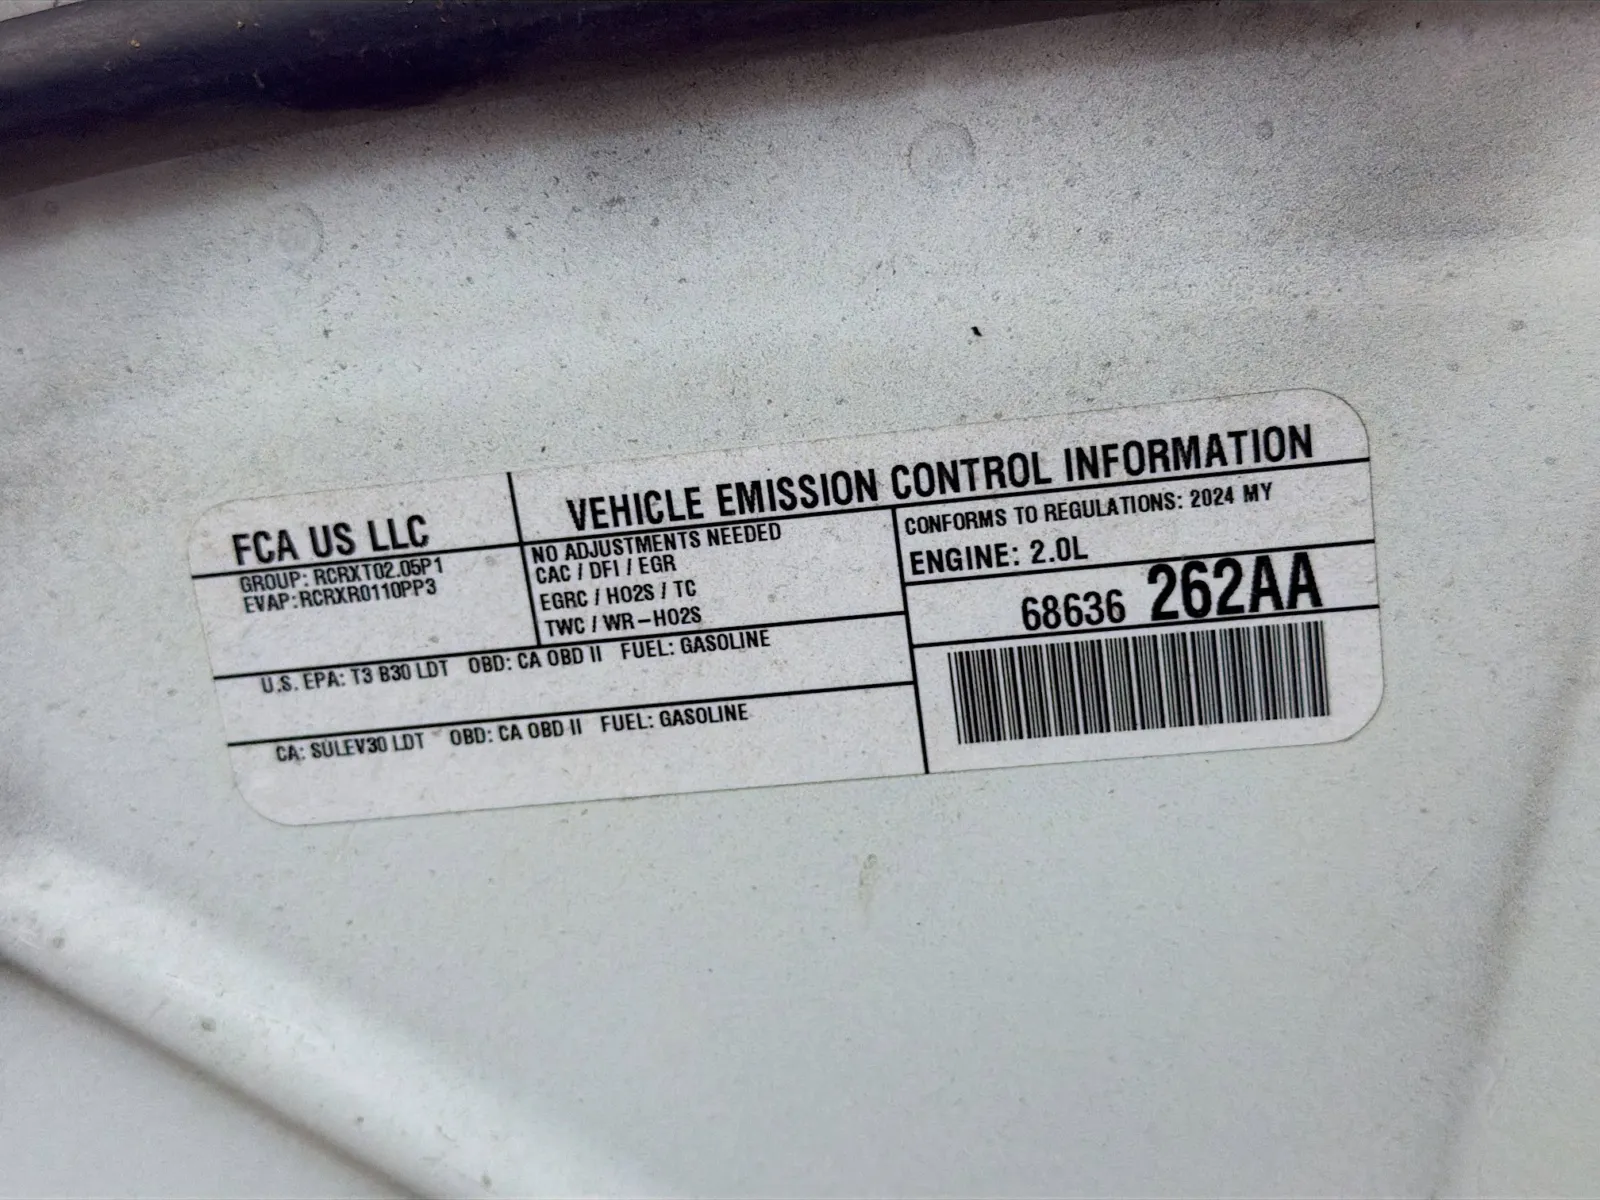 FCA US LLC
VEHICLE EMISSION CONTROL INFORMATION
GROUP: RCRXT02.05P1
EVAP:RCRXR0110PP3
NO ADJUSTMENTS NEEDED
CAC / DFI / EGR
EGRC / HO2S / TC
TWC / WR-HO2S
CONFORMS TO REGULATIONS: 2024 MY
ENGINE: 2.0L
68636 262AA
U.S. EPA: T3 B30 LDT OBD: CA OBD II FUEL: GASOLINE
CA: SULEV30 LDT OBD: CA OBD II FUEL: GASOLINE